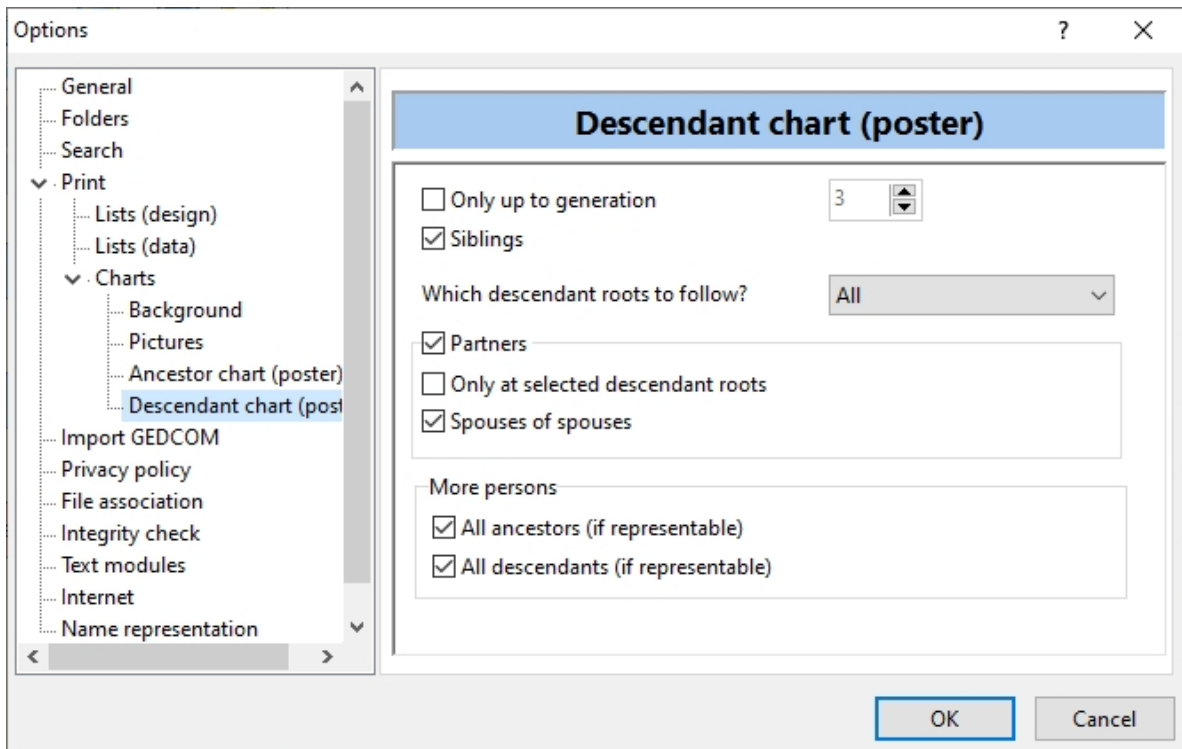 Options
General
Folders
Search
Print
Lists (design)
Lists (data)
Charts
Background
Pictures
Ancestor chart (poster)
Descendant chart (post
Import GEDCOM
Privacy policy
File association
Integrity check
Text modules
Internet
Name representation
Descendant chart (poster)
Only up to generation 3
Siblings
Which descendant roots to follow? All
Partners
Only at selected descendant roots
Spouses of spouses
More persons
All ancestors (if representable)
All descendants (if representable)
OK Cancel